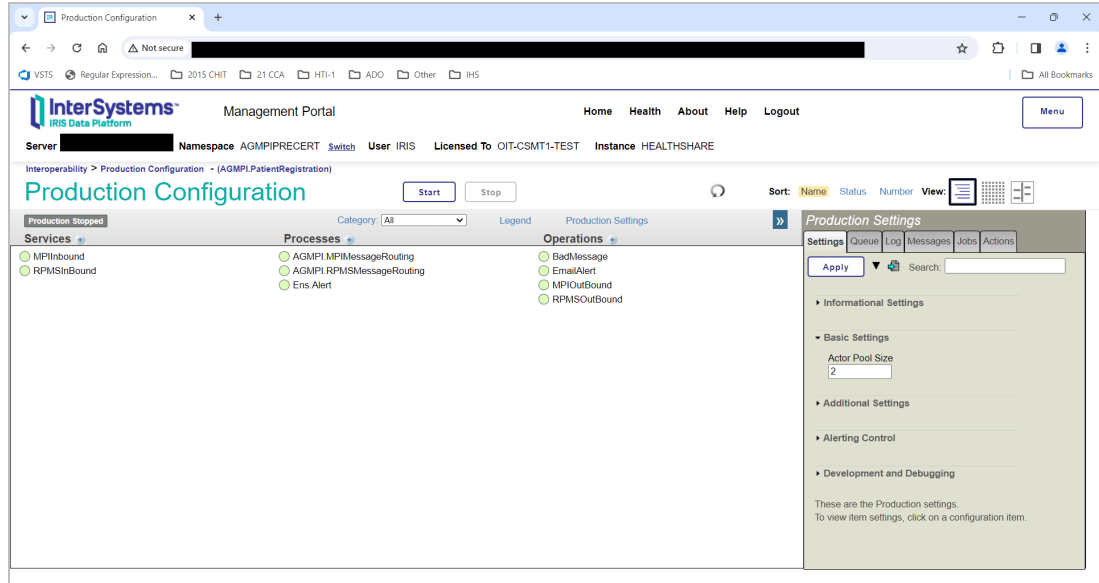 Production Configuration
Not secure
VSTS Regular Expression... 2015 CHIT 21 CCA HTI-1 ADO Other IHS All Bookmarks
InterSystems™
IRIS Data Platform
Management Portal
Home Health About Help Logout
Menu
Server Namespace AGMPIPRECERT Switch User IRIS Licensed To OIT-CSMT1-TEST Instance HEALTHSHARE
Interoperability > Production Configuration - (AGMPI.PatientRegistration)
Production Configuration
Start Stop
Sort: Name Status Number View:
Production Stopped
Category: All Legend Production Settings
Services Processes Operations
MPIInbound AGMPI.MPIMessageRouting BadMessage
RPMSInBound AGMPI.RPMSMessageRouting EmailAlert
Ens.Alert MPIOutBound
RPMSOutBound
Production Settings
Settings Queue Log Messages Jobs Actions
Apply Search:
Informational Settings
Basic Settings
Actor Pool Size
2
Additional Settings
Alerting Control
Development and Debugging
These are the Production settings.
To view item settings, click on a configuration item.